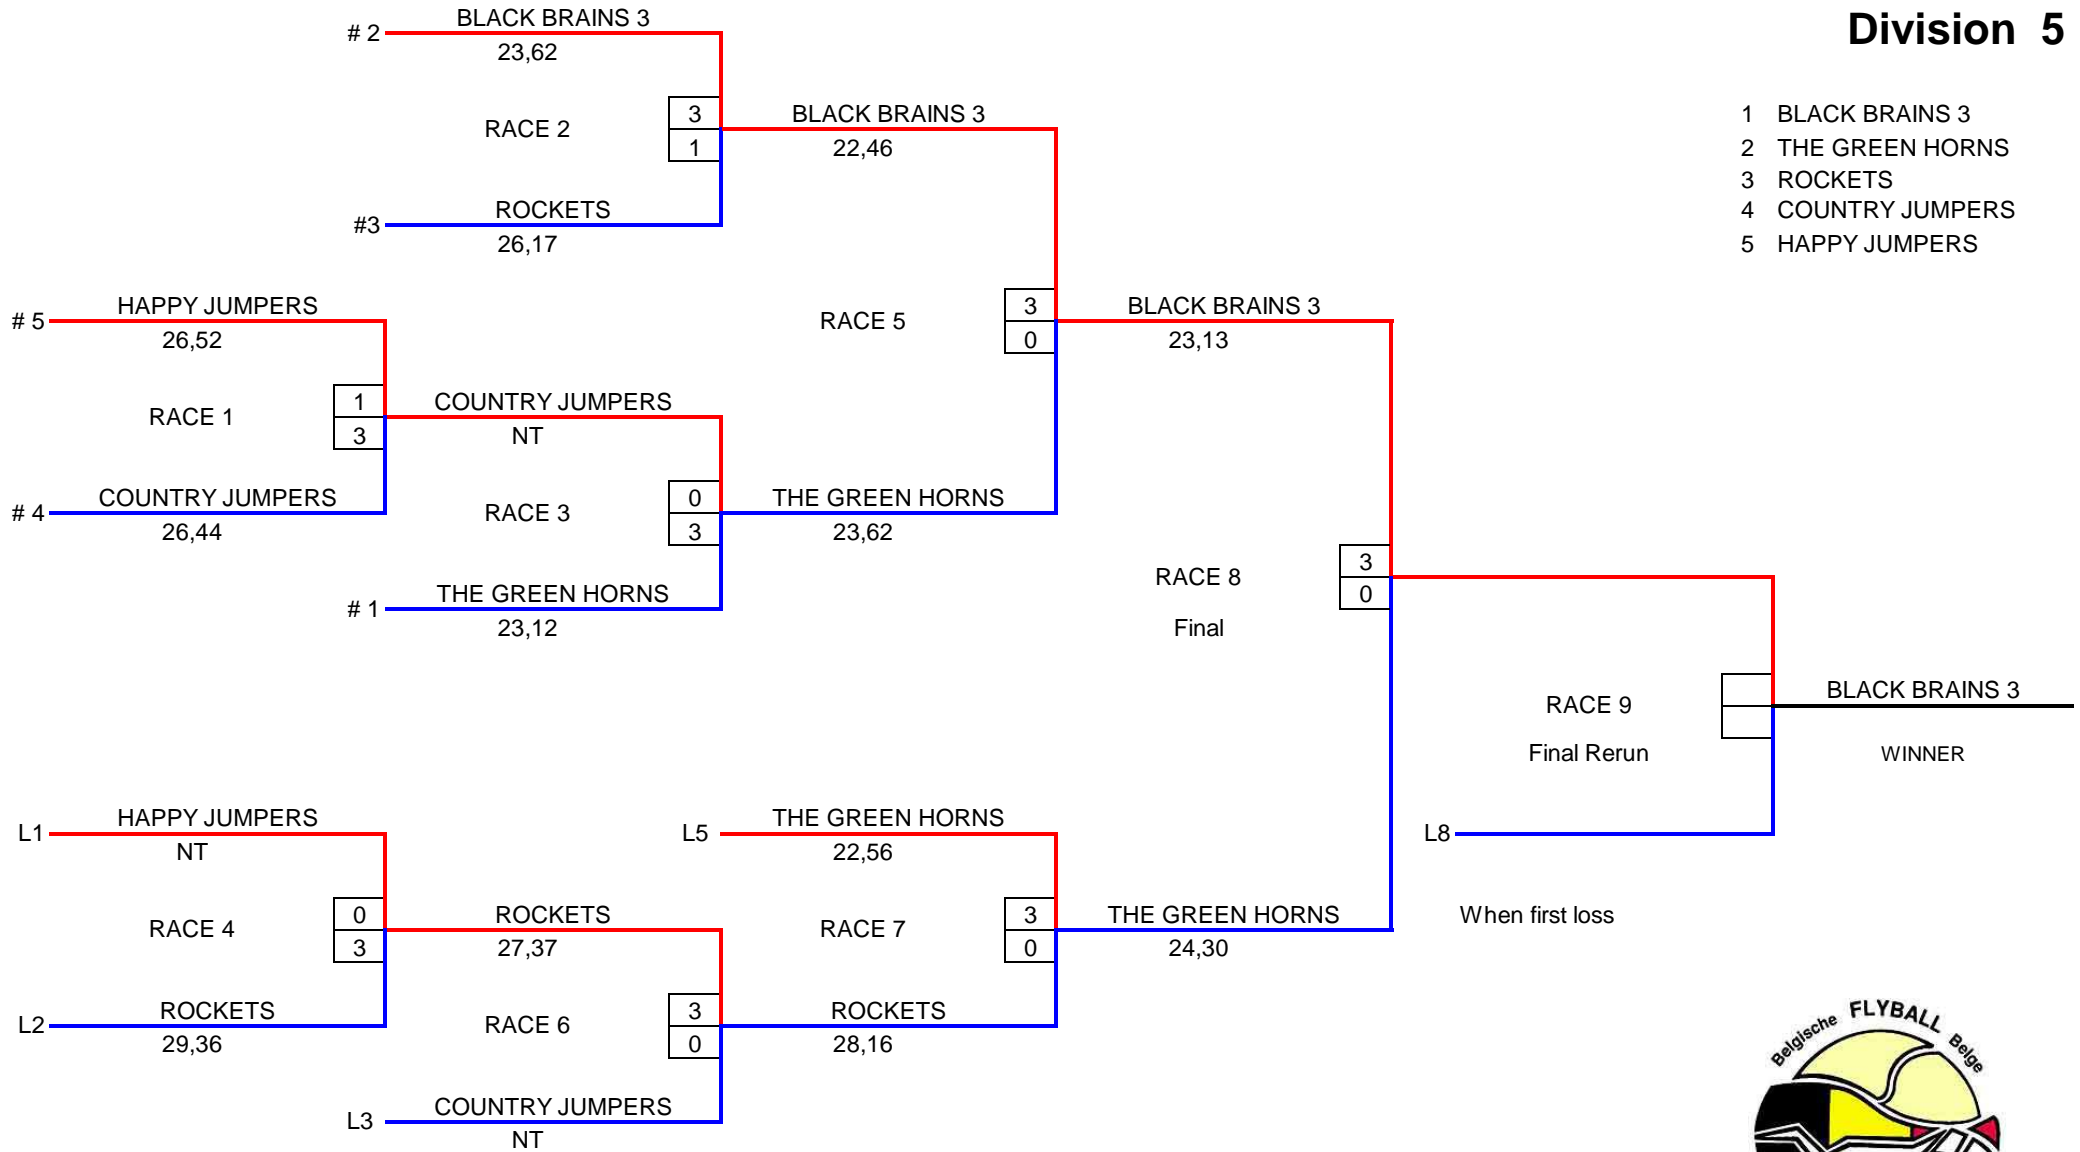 Division 5
1 BLACK BRAINS 3
2 THE GREEN HORNS
3 ROCKETS
4 COUNTRY JUMPERS
5 HAPPY JUMPERS
# 2 BLACK BRAINS 3
23,62
RACE 2
3
1
#3 ROCKETS
26,17
BLACK BRAINS 3
22,46
# 5 HAPPY JUMPERS
26,52
RACE 1
1
3
# 4 COUNTRY JUMPERS
26,44
COUNTRY JUMPERS
NT
RACE 3
0
3
# 1 THE GREEN HORNS
23,12
THE GREEN HORNS
23,62
RACE 5
3
0
BLACK BRAINS 3
23,13
RACE 8
Final
3
0
RACE 9
Final Rerun
BLACK BRAINS 3
WINNER
L8
When first loss
L1 HAPPY JUMPERS
NT
RACE 4
0
3
L2 ROCKETS
29,36
ROCKETS
27,37
RACE 6
3
0
L3 COUNTRY JUMPERS
NT
L5 THE GREEN HORNS
22,56
RACE 7
3
0
ROCKETS
28,16
THE GREEN HORNS
24,30
Belgische FLYBALL Belge